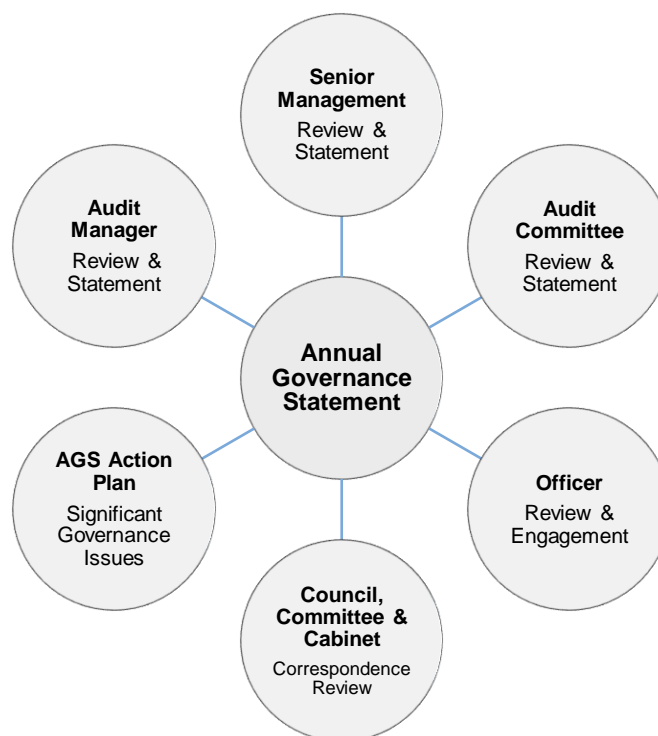 Senior
Management
Review &
Statement
Audit
Manager
Review &
Statement
Audit
Committee
Review &
Statement
Annual
Governance
Statement
AGS Action
Plan
Significant
Governance
Issues
Officer
Review &
Engagement
Council,
Committee &
Cabinet
Correspondence
Review